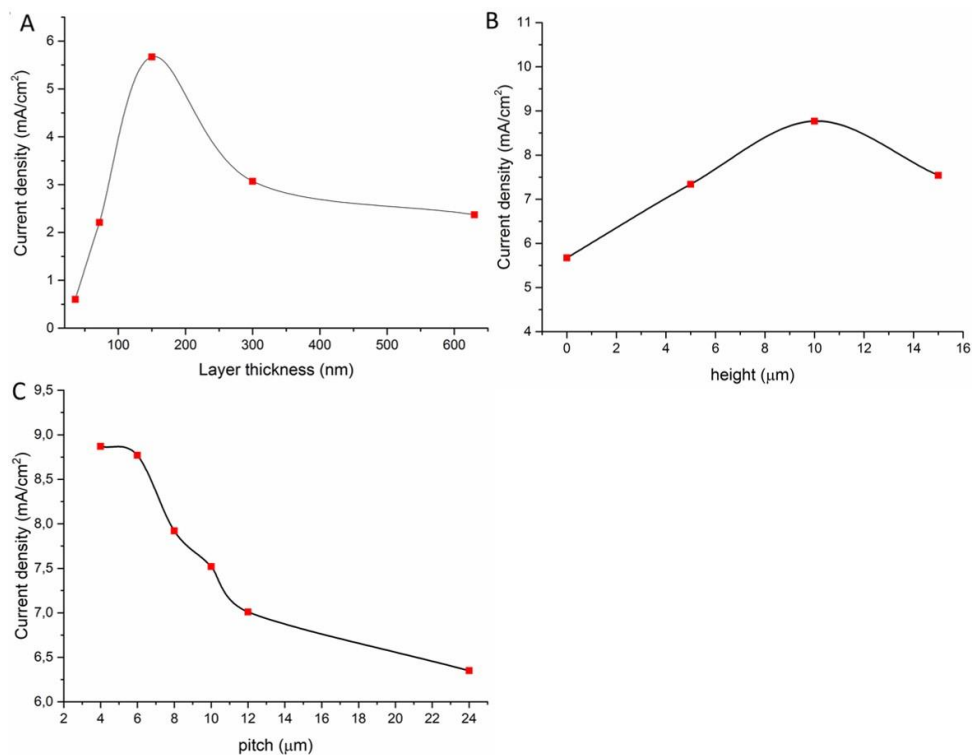 A
Current density (mA/cm²)
6
5
4
3
2
1
0
100 200 300 400 500 600
Layer thickness (nm)
B
Current density (mA/cm²)
11
10
9
8
7
6
5
4
0 2 4 6 8 10 12 14 16
height (μm)
C
Current density (mA/cm²)
9,5
9,0
8,5
8,0
7,5
7,0
6,5
6,0
2 4 6 8 10 12 14 16 18 20 22 24
pitch (μm)